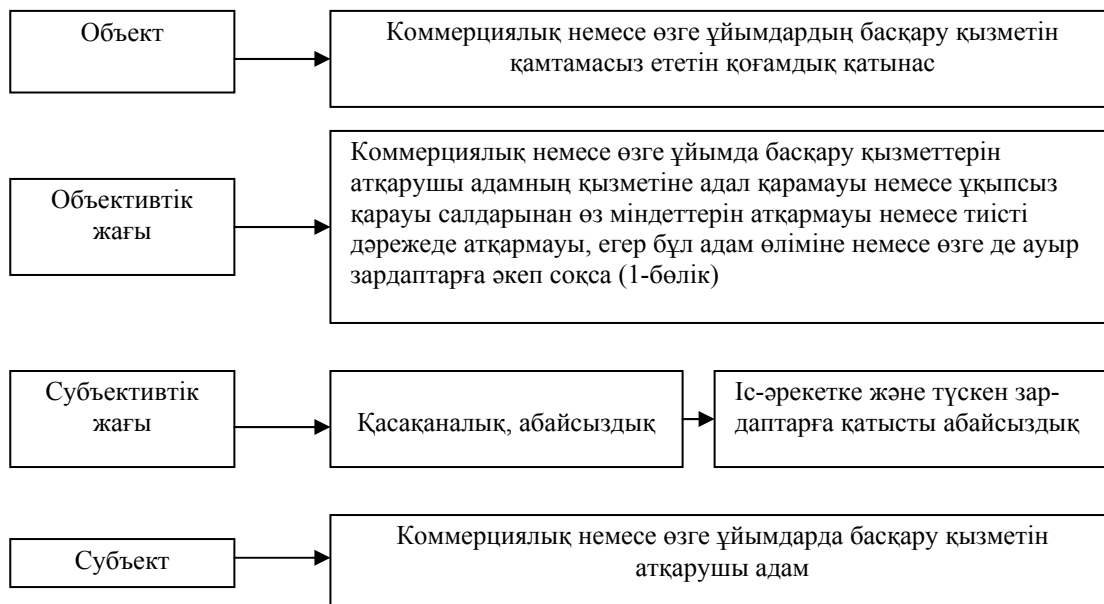 Объект
Коммерциялық немесе өзге ұйымдардың басқару қызметін
қамтамасыз ететін қоғамдық қатынас
Объективтік
жағы
Коммерциялық немесе өзге ұйымда басқару қызметтерін
атқарушы адамның қызметіне адал қарамауы немесе ұқыпсыз
қарауы салдарынан өз міндеттерін атқармауы немесе тиісті
дәрежеде атқармауы, егер бұл адам өліміне немесе өзге де ауыр
зардаптарға әкеп соқса (1-бөлік)
Субъективтік
жағы
Қасақаналық, абайсыздық
Іс-әрекетке және түскен зар-
даптарға қатысты абайсыздық
Субъект
Коммерциялық немесе өзге ұйымдарда басқару қызметін
атқарушы адам